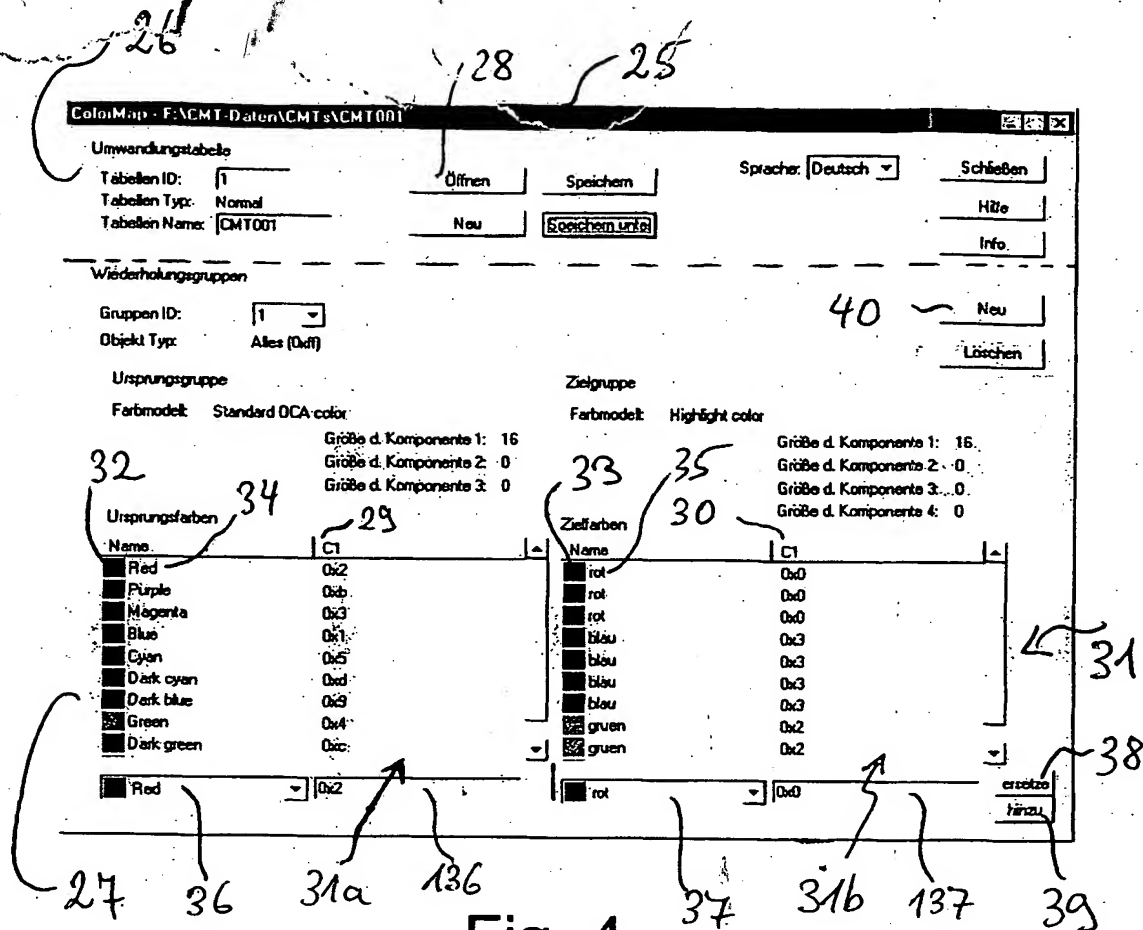 26
28
25
ColorMap - F:\CMT-Daten\CMTs\CMT001
Umwandlungstabelle
Tabellen ID: 1
Öffnen
Speichern
Sprache: Deutsch
Schließen
Tabellen Typ: Normal
Hilfe
Tabellen Name: CMT001
Neu
Speichern unter
Info.
Wiederholungsgruppen
Gruppen ID: 1
40
Neu
Objekt Typ: Alles (0xff)
Löschen
Ursprungsgruppe
Zielgruppe
Farbmodell: Standard OCA color
Farbmodell: Highlight color
Größe d. Komponente 1: 16
Größe d. Komponente 1: 16
Größe d. Komponente 2: 0
Größe d. Komponente 2: 0
Größe d. Komponente 3: 0
Größe d. Komponente 3: 0
Größe d. Komponente 4: 0
32
34
29
33
35
30
Ursprungsfarben
Zielfarben
Name C1
Name C1
Red 0x2
rot 0x0
Purple 0xb
rot 0x0
Magenta 0x3
rot 0x0
Blue 0x1
blau 0x3
Cyan 0x5
blau 0x3
Dark cyan 0xd
blau 0x3
Dark blue 0x9
blau 0x3
Green 0x4
gruen 0x2
Dark green 0xc
gruen 0x2
31
38
Red 0x2
rot 0x0
ersetze
hinzu
27
36
31a
136
37
31b
137
39